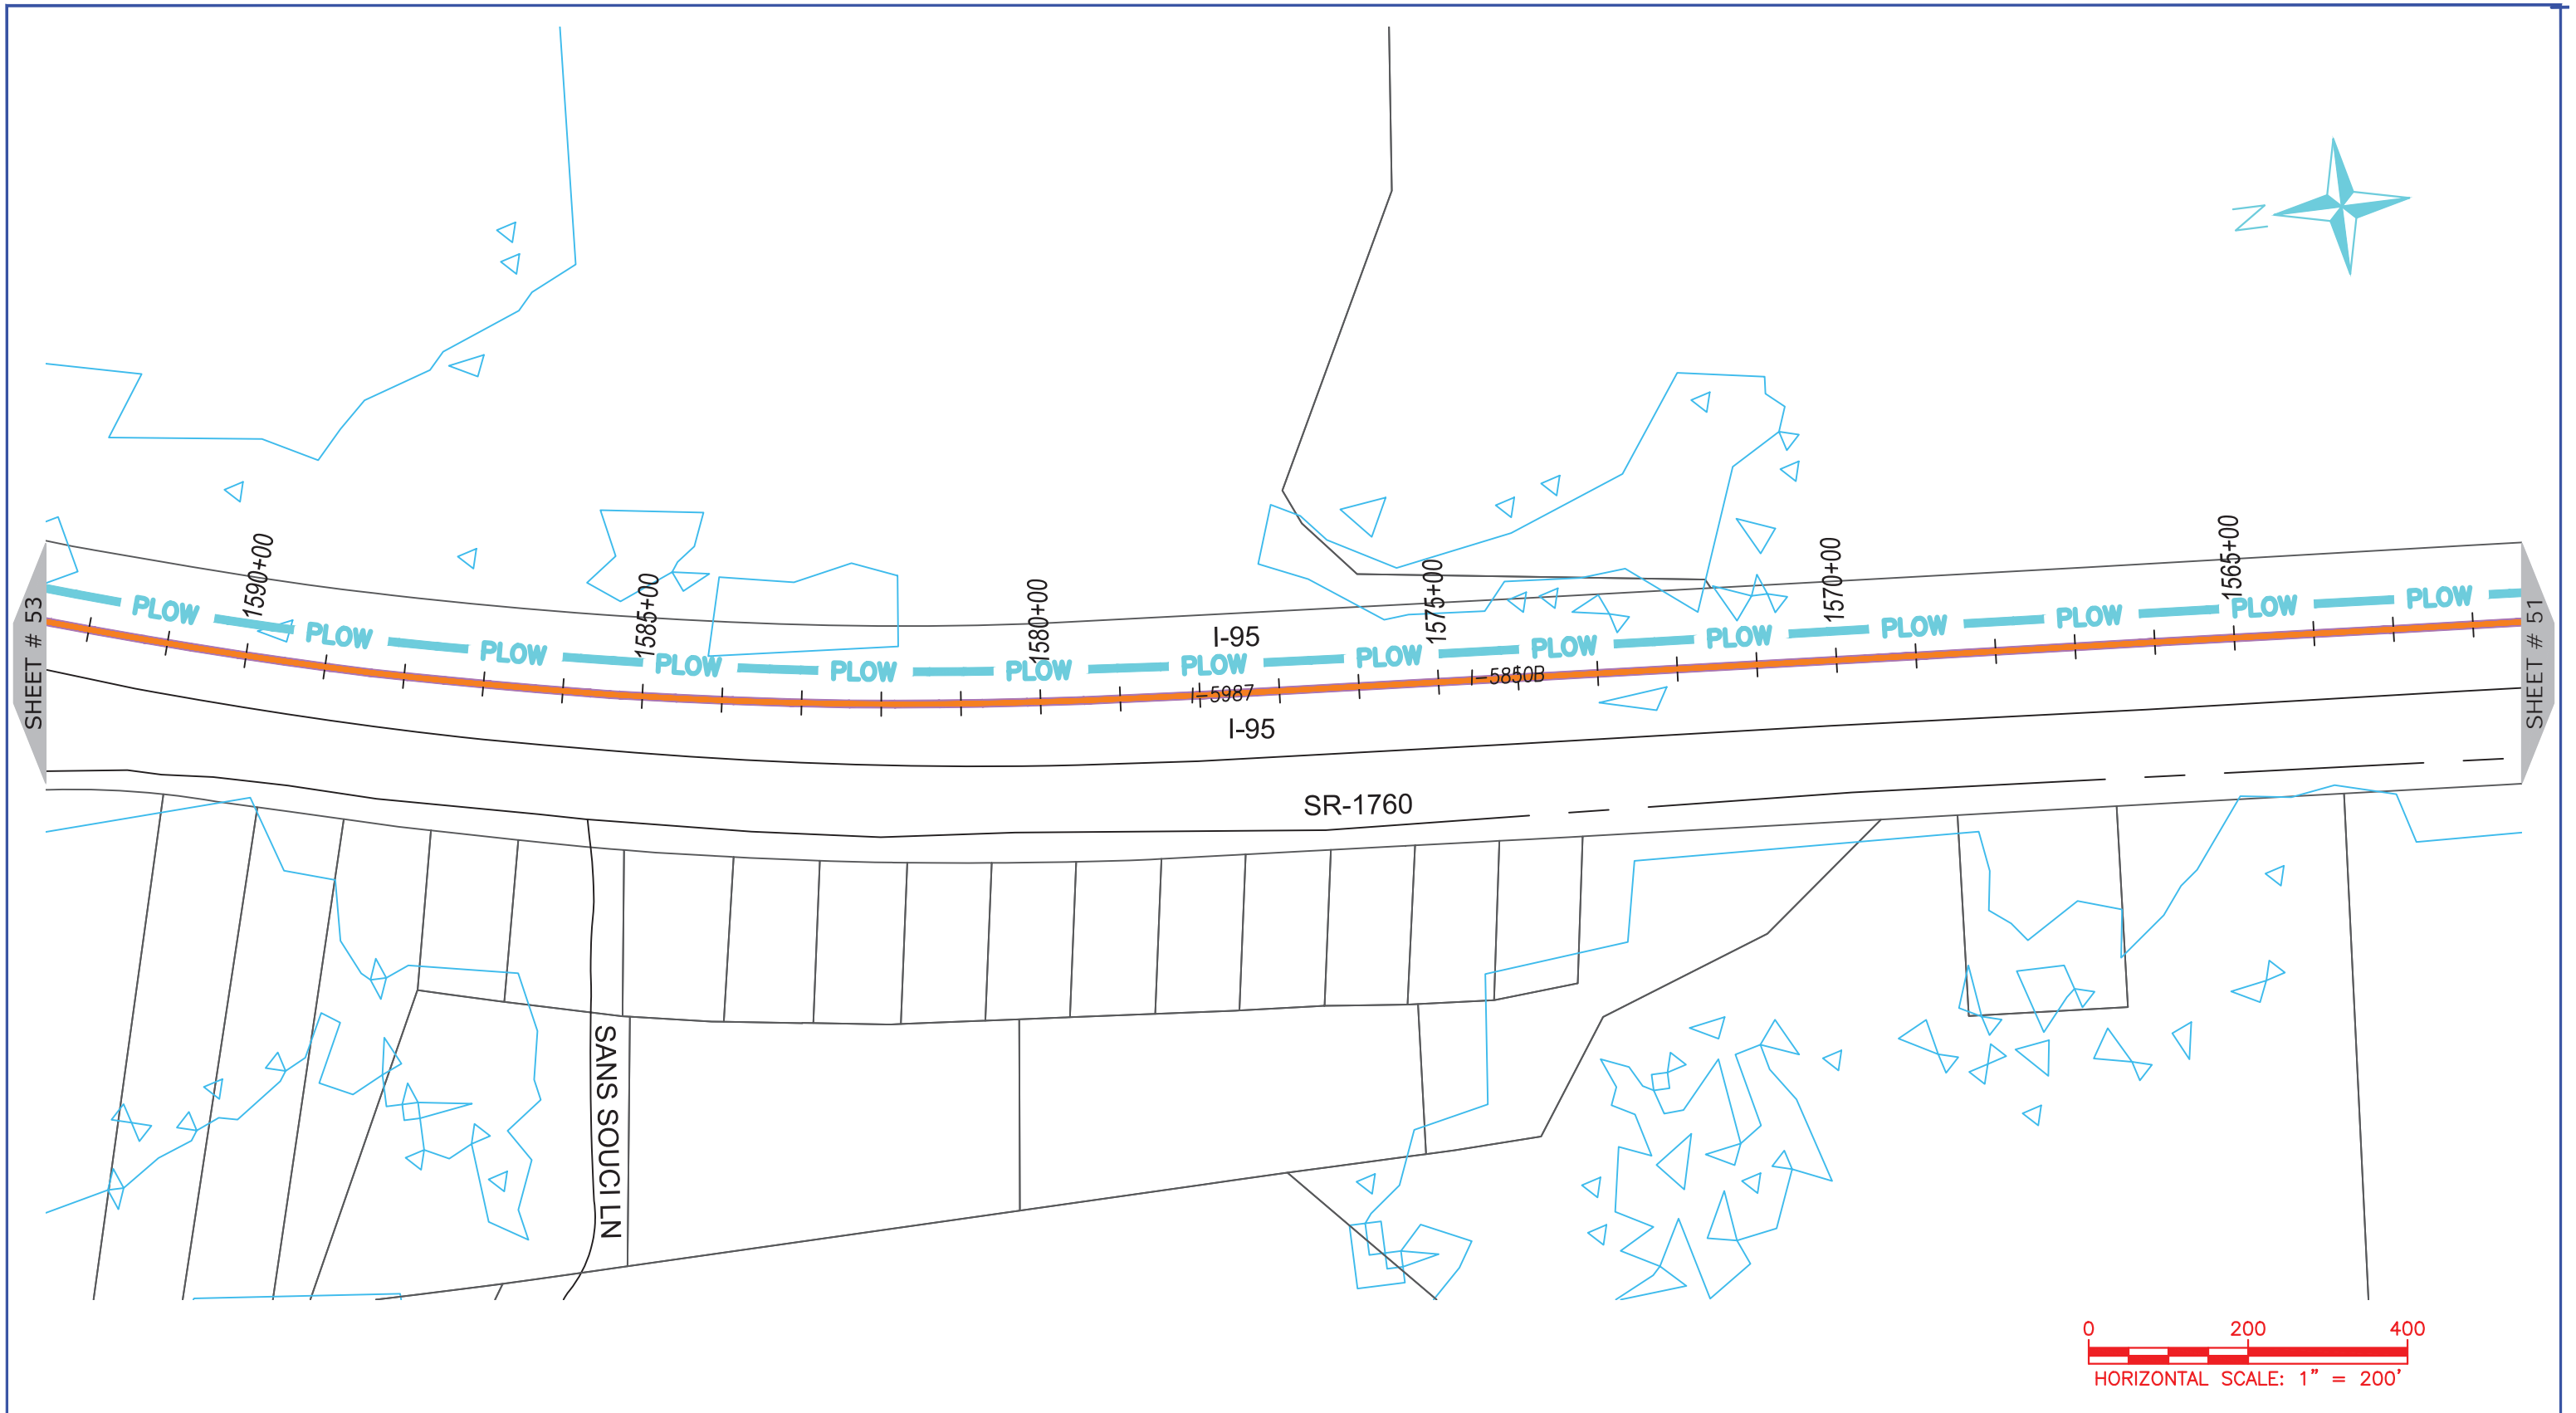 N
1590+00
1585+00
1580+00
1575+00
1570+00
1565+00
SHEET # 53
SHEET # 51
PLOW PLOW PLOW PLOW PLOW PLOW PLOW PLOW PLOW PLOW PLOW PLOW PLOW PLOW
I-95
I-5987
I-5850B
I-95
SR-1760
SANS SOUCI LN
0 200 400
HORIZONTAL SCALE: 1" = 200'